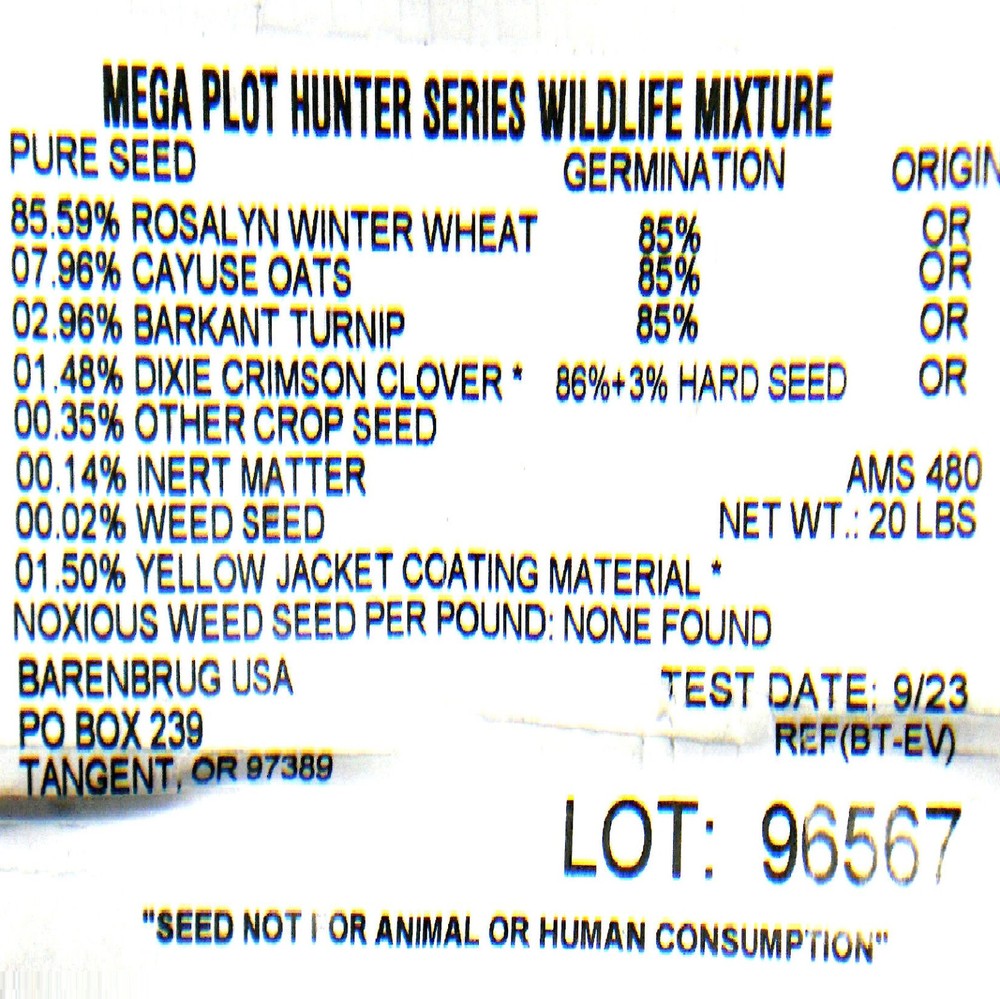 MEGA PLOT HUNTER SERIES WILDLIFE MIXTURE
PURE SEED GERMINATION ORIGIN
85.59% ROSALYN WINTER WHEAT 85% OR
07.96% CAYUSE OATS 85% OR
02.96% BARKANT TURNIP 85% OR
01.48% DIXIE CRIMSON CLOVER * 86%+3% HARD SEED OR
00.35% OTHER CROP SEED
00.14% INERT MATTER AMS 480
00.02% WEED SEED NET WT.: 20 LBS
01.50% YELLOW JACKET COATING MATERIAL *
NOXIOUS WEED SEED PER POUND: NONE FOUND
BARENBRUG USA TEST DATE: 9/23
PO BOX 239 REF(BT-EV)
TANGENT, OR 97389
LOT: 96567
"SEED NOT FOR ANIMAL OR HUMAN CONSUMPTION"